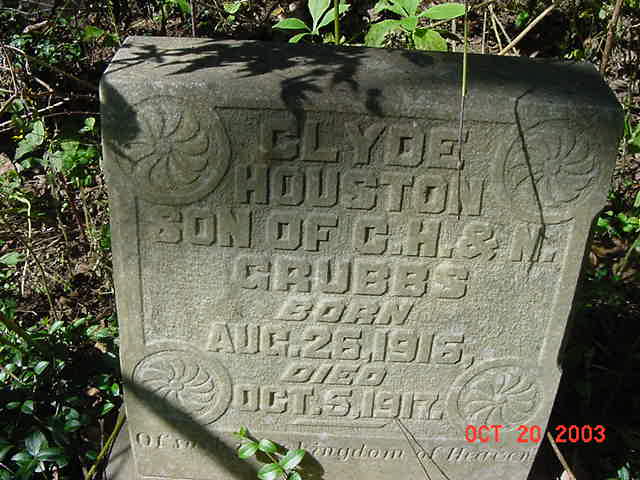 CLYDE
HOUSTON
SON OF C.H.& N.
GRUBBS
BORN
AUG.26,1916,
DIED
OCT.5,1917.
Of kingdom of Heaven
OCT 20 2003